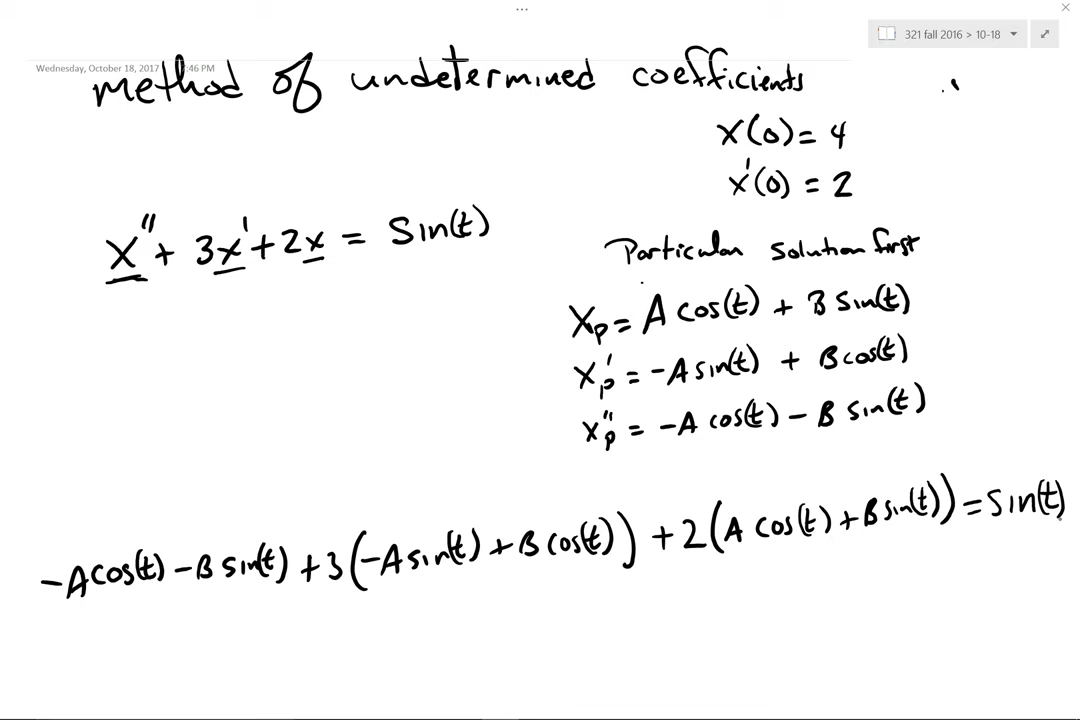 321 fall 2016 > 10-18
Wednesday, October 18, 2017 :46 PM
method of undetermined coefficients
x(0) = 4
x'(0) = 2
x'' + 3x' + 2x = Sin(t)
Particular solution first
Xp = A cos(t) + B Sin(t)
Xp' = -A sin(t) + B cos(t)
Xp'' = -A cos(t) - B Sin(t)
-A cos(t) - B sin(t) + 3(-A sin(t) + B cos(t)) + 2(A cos(t) + B sin(t)) = Sin(t)